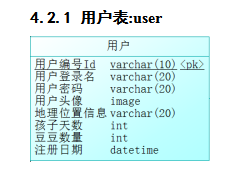 4.2.1 用户表:user
用户
用户编号Id varchar(10) <pk>
用户登录名 varchar(20)
用户密码 varchar(20)
用户头像 image
地理位置信息 varchar(20)
孩子天数 int
豆豆数量 int
注册日期 datetime